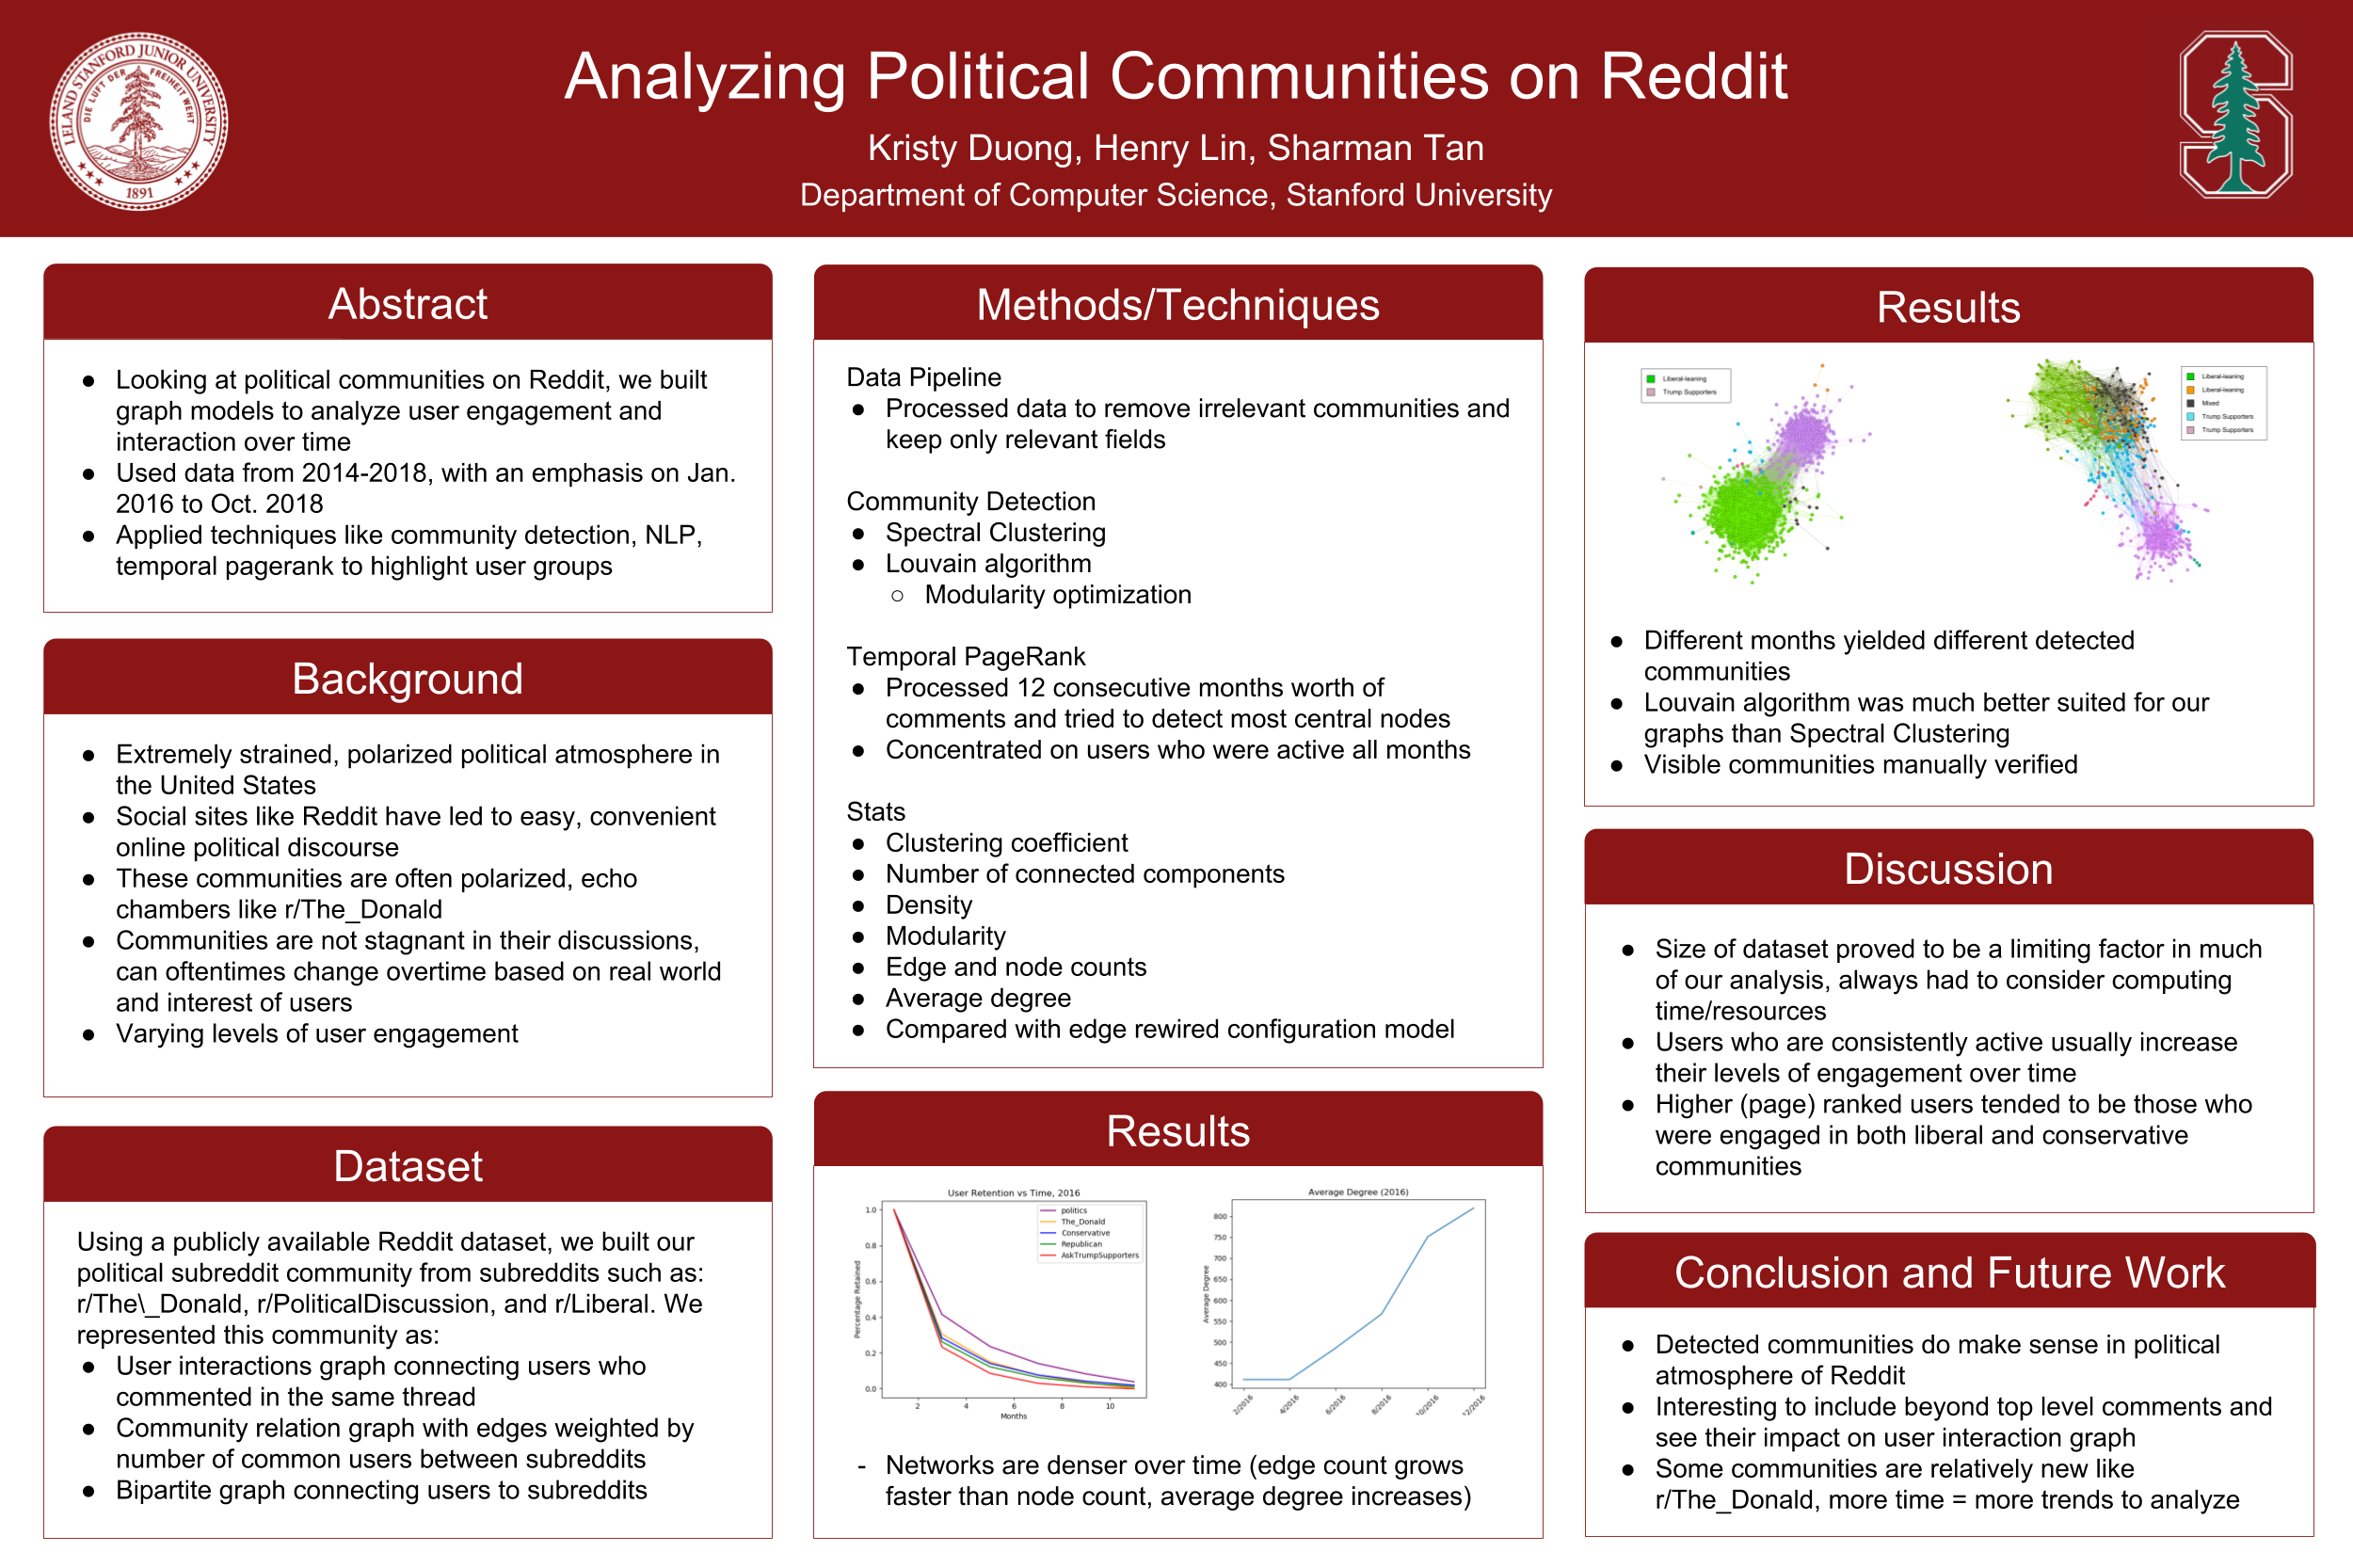 LELAND STANFORD JUNIOR UNIVERSITY
DIE LUFT DER FREIHEIT WEHT
1891
Analyzing Political Communities on Reddit
Kristy Duong, Henry Lin, Sharman Tan
Department of Computer Science, Stanford University
Abstract
● Looking at political communities on Reddit, we built
graph models to analyze user engagement and
interaction over time
● Used data from 2014-2018, with an emphasis on Jan.
2016 to Oct. 2018
● Applied techniques like community detection, NLP,
temporal pagerank to highlight user groups
Background
● Extremely strained, polarized political atmosphere in
the United States
● Social sites like Reddit have led to easy, convenient
online political discourse
● These communities are often polarized, echo
chambers like r/The_Donald
● Communities are not stagnant in their discussions,
can oftentimes change overtime based on real world
and interest of users
● Varying levels of user engagement
Dataset
Using a publicly available Reddit dataset, we built our
political subreddit community from subreddits such as:
r/The\_Donald, r/PoliticalDiscussion, and r/Liberal. We
represented this community as:
● User interactions graph connecting users who
commented in the same thread
● Community relation graph with edges weighted by
number of common users between subreddits
● Bipartite graph connecting users to subreddits
Methods/Techniques
Data Pipeline
● Processed data to remove irrelevant communities and
keep only relevant fields
Community Detection
● Spectral Clustering
● Louvain algorithm
○ Modularity optimization
Temporal PageRank
● Processed 12 consecutive months worth of
comments and tried to detect most central nodes
● Concentrated on users who were active all months
Stats
● Clustering coefficient
● Number of connected components
● Density
● Modularity
● Edge and node counts
● Average degree
● Compared with edge rewired configuration model
Results
User Retention vs Time, 2016
politics
The_Donald
Conservative
Republican
AskTrumpSupporters
Percentage Retained
1.0
0.8
0.6
0.4
0.2
0.0
2 4 6 8 10
Months
Average Degree (2016)
Average Degree
800
750
700
650
600
550
500
450
400
2/2016 4/2016 6/2016 8/2016 10/2016 12/2016
- Networks are denser over time (edge count grows
faster than node count, average degree increases)
Results
Liberal-leaning
Trump Supporters
Liberal-leaning
Liberal-leaning
Mixed
Trump Supporters
Trump Supporters
● Different months yielded different detected
communities
● Louvain algorithm was much better suited for our
graphs than Spectral Clustering
● Visible communities manually verified
Discussion
● Size of dataset proved to be a limiting factor in much
of our analysis, always had to consider computing
time/resources
● Users who are consistently active usually increase
their levels of engagement over time
● Higher (page) ranked users tended to be those who
were engaged in both liberal and conservative
communities
Conclusion and Future Work
● Detected communities do make sense in political
atmosphere of Reddit
● Interesting to include beyond top level comments and
see their impact on user interaction graph
● Some communities are relatively new like
r/The_Donald, more time = more trends to analyze